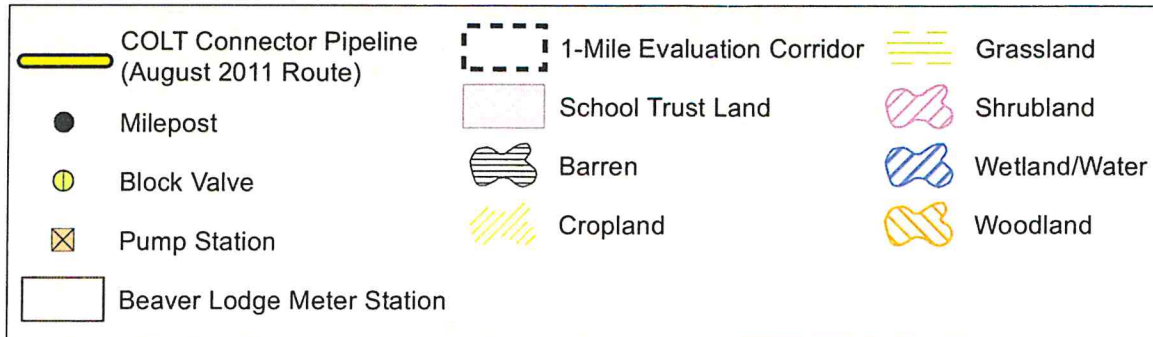 COLT Connector Pipeline
(August 2011 Route)
Milepost
Block Valve
Pump Station
Beaver Lodge Meter Station
1-Mile Evaluation Corridor
School Trust Land
Barren
Cropland
Grassland
Shrubland
Wetland/Water
Woodland